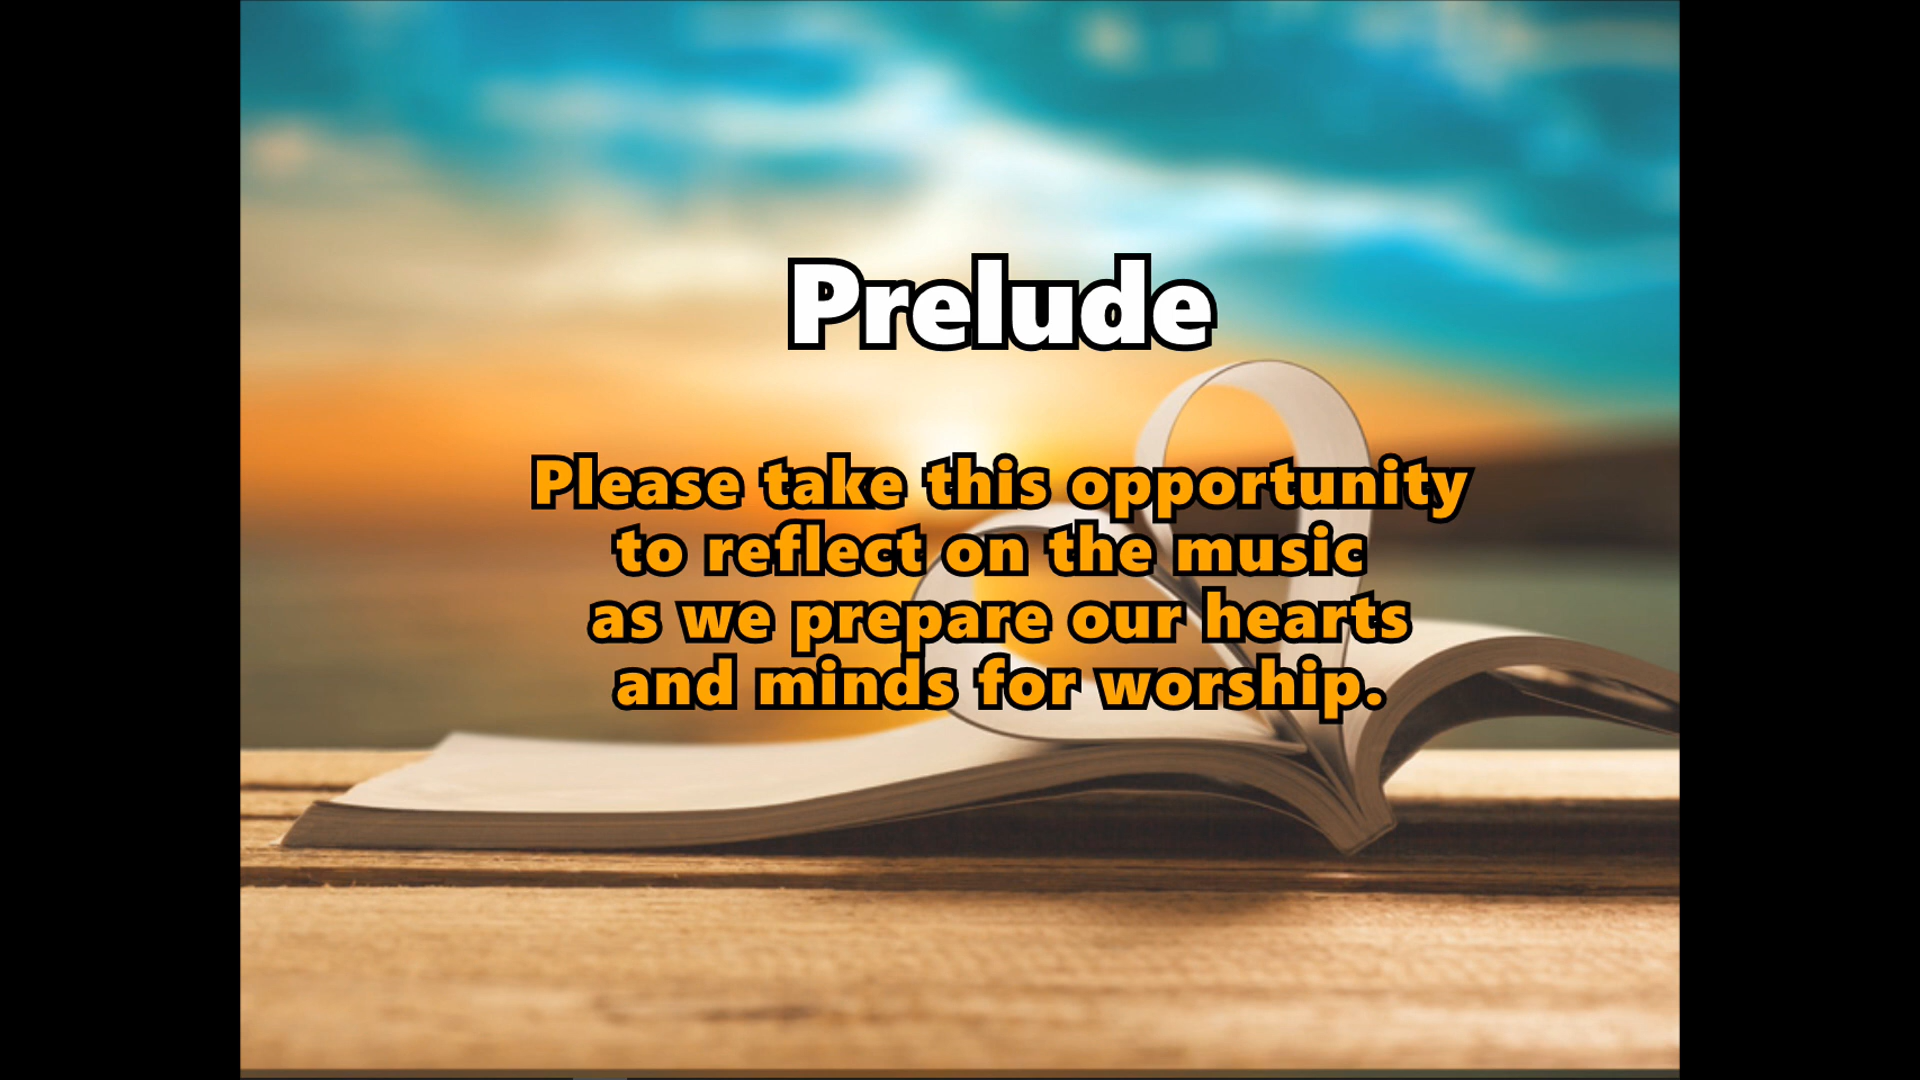 Prelude
Please take this opportunity
to reflect on the music
as we prepare our hearts
and minds for worship.